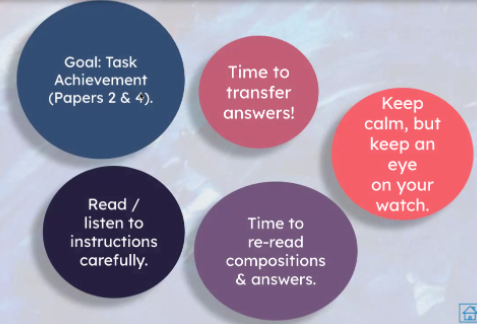 Goal: Task
Achievement
(Papers 2 & 4).
Time to
transfer
answers!
Keep
calm, but
keep an
eye
on your
watch.
Read /
listen to
instructions
carefully.
Time to
re-read
compositions
& answers.